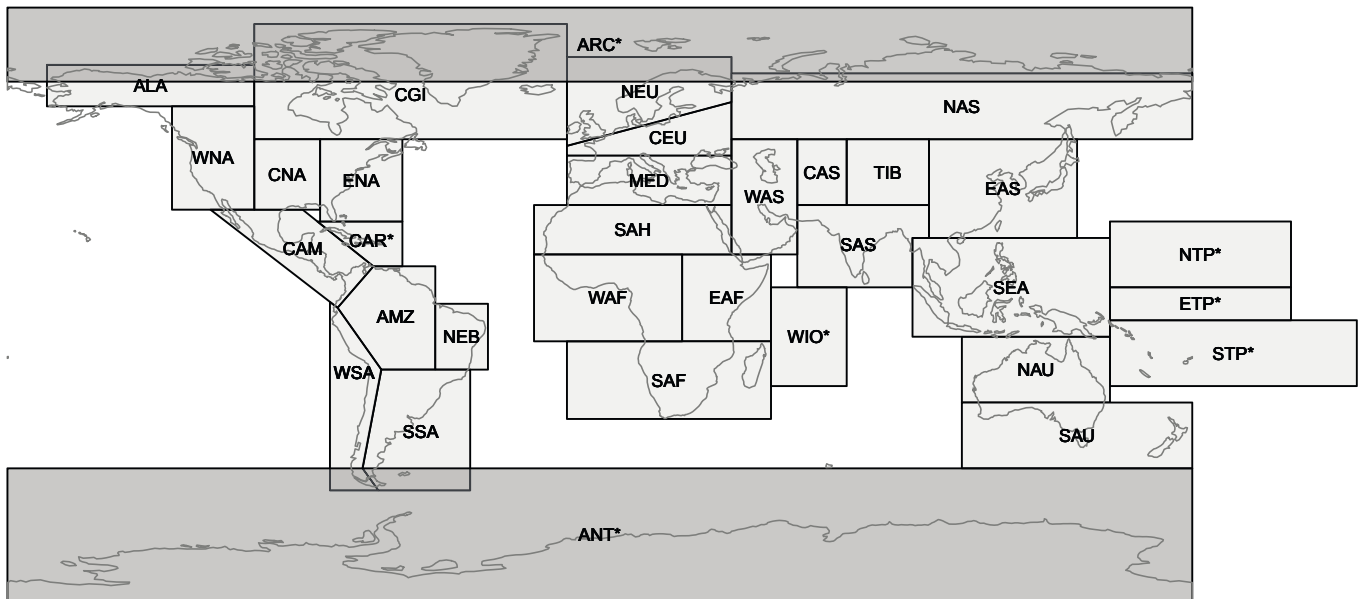 ARC*
ALA
CGI
NEU
NAS
CEU
WNA
CNA
ENA
MED
WAS
CAS
TIB
EAS
CAM
CAR*
SAH
SAS
NTP*
SEA
WAF
EAF
ETP*
AMZ
NEB
WIO*
STP*
WSA
SAF
NAU
SSA
SAU
ANT*